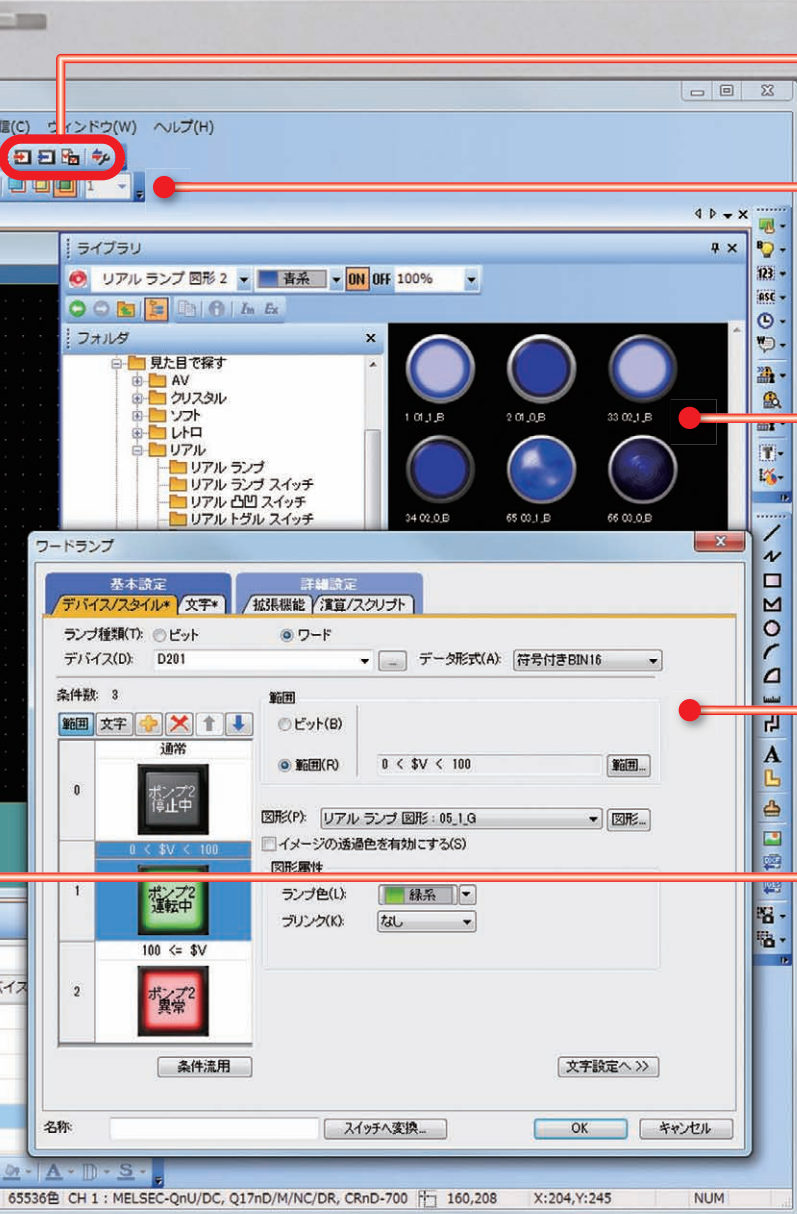 信(C) ウィンドウ(W) ヘルプ(H)
1
ライブラリ
リアル ランプ 図形 2 青系 ON OFF 100%
Im Ex
フォルダ
見た目で探す
AV
クリスタル
ソフト
レトロ
リアル
リアル ランプ
リアル ランプ スイッチ
リアル 凸凹 スイッチ
リアル トグル スイッチ
1 01_1_B
2 01_0_B
33 02_1_B
34 02_0_B
65 03_1_B
66 03_0_B
123
ASC
ワードランプ
基本設定
詳細設定
デバイス/スタイル* 文字* 拡張機能 演算/スクリプト
ランプ種類(T): ビット ワード
デバイス(D): D201 ... データ形式(A): 符号付きBIN16
条件数: 3
範囲 文字
範囲
ビット(B)
範囲(R) 0 < $V < 100 範囲...
通常
0
ポンプ2
停止中
0 < $V < 100
1
ポンプ2
運転中
100 <= $V
2
ポンプ2
異常
図形(P): リアル ランプ 図形 : 05_1_G 図形...
イメージの透過色を有効にする(S)
図形属性
ランプ色(L): 緑系
ブリンク(K): なし
条件流用
文字設定へ >>
名称:
スイッチへ変換...
OK
キャンセル
バイス
A
S
65536色 CH 1 : MELSEC-QnU/DC, Q17nD/M/NC/DR, CRnD-700 160,208 X:204,Y:245 NUM